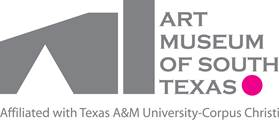 ART
MUSEUM
OF SOUTH
TEXAS
Affiliated with Texas A&M University-Corpus Christi